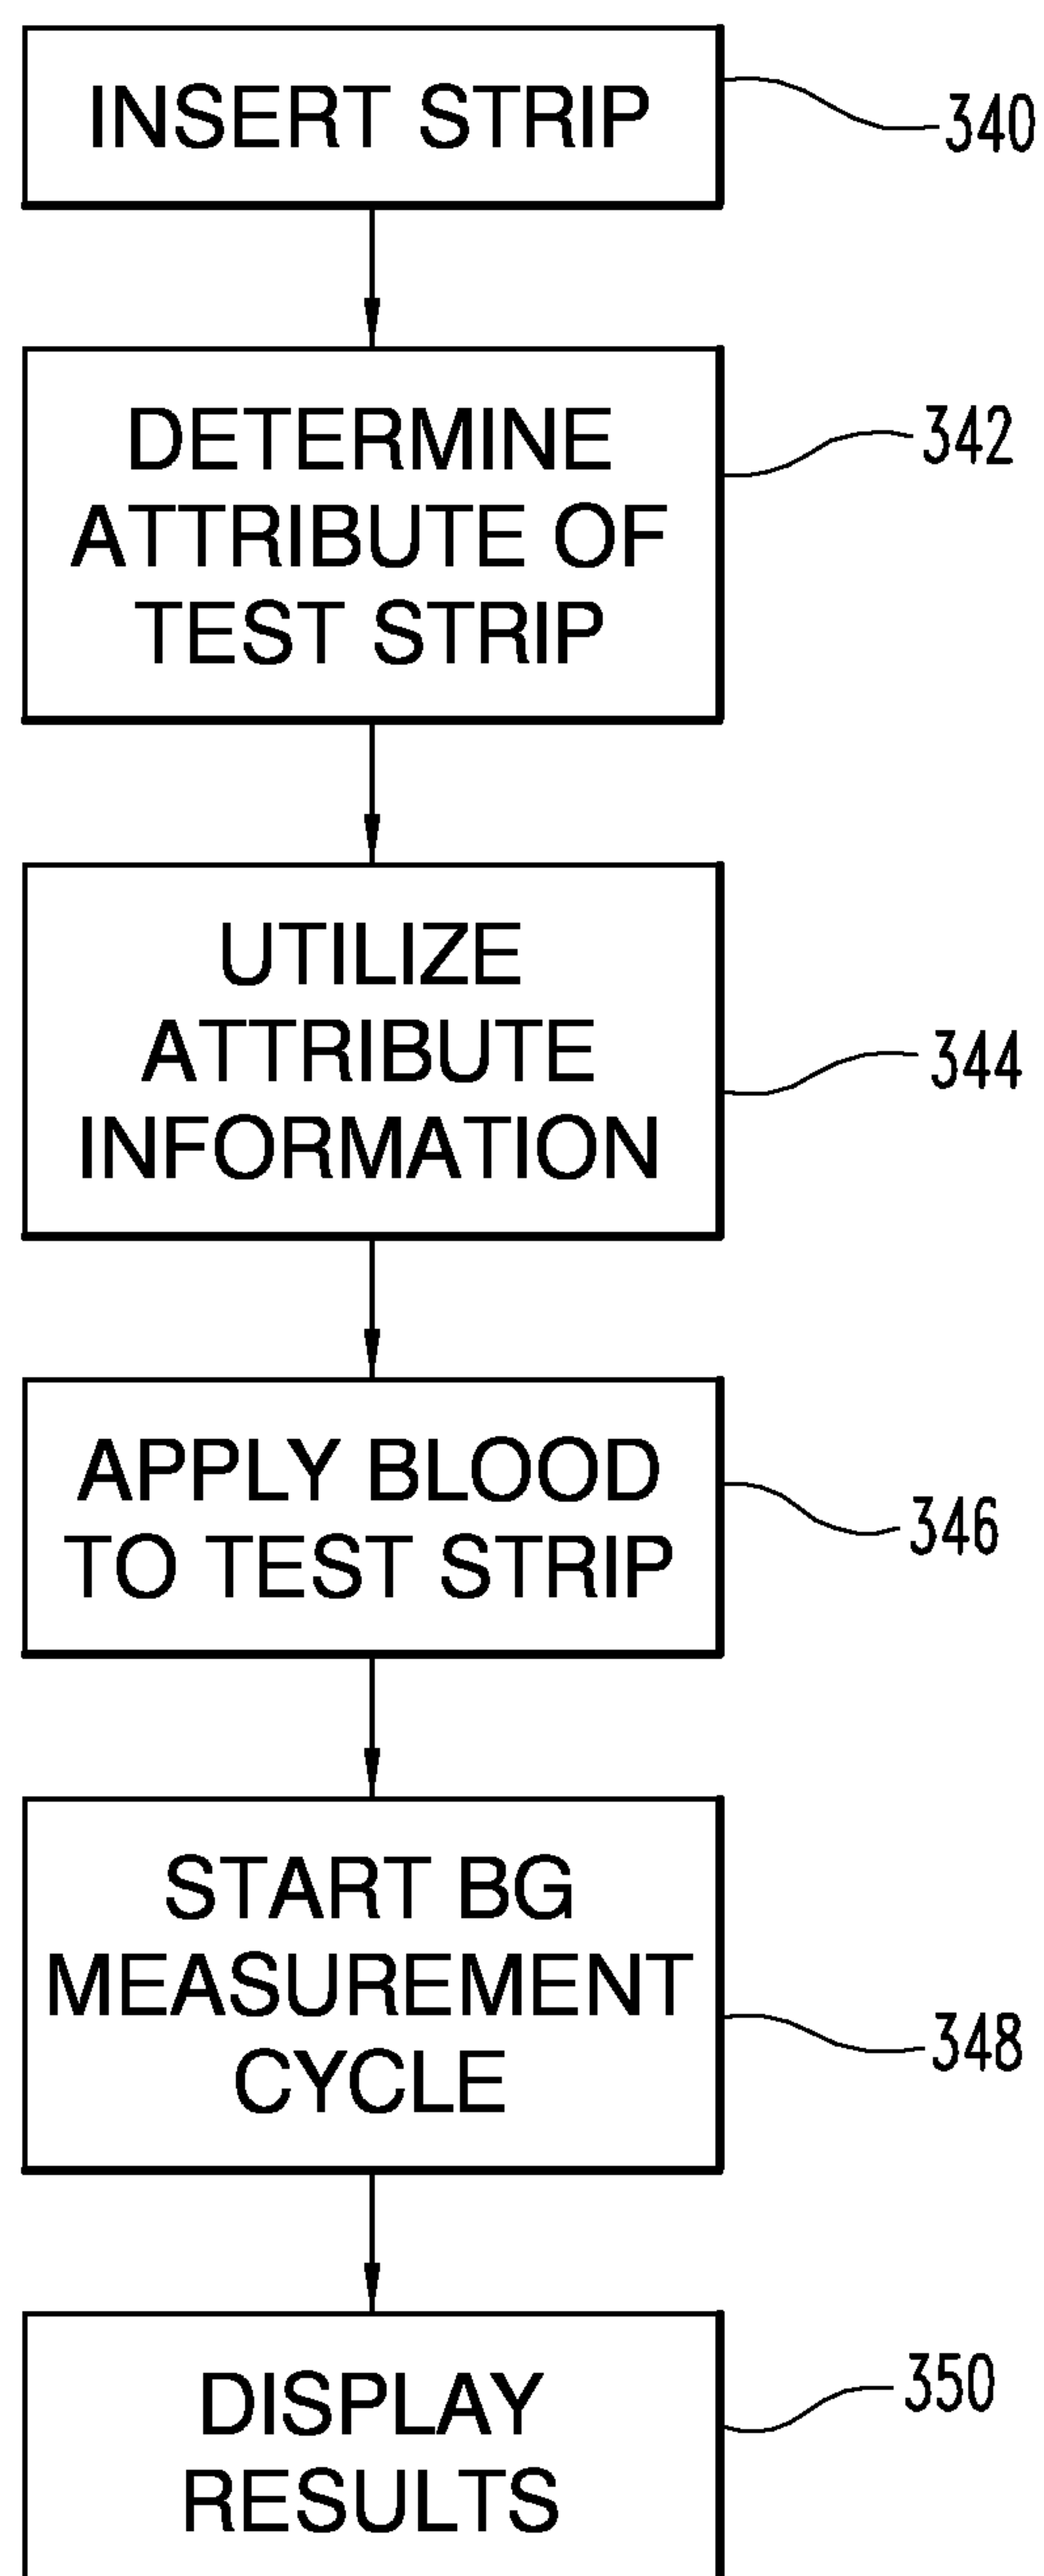 INSERT STRIP
340
DETERMINE
ATTRIBUTE OF
TEST STRIP
342
UTILIZE
ATTRIBUTE
INFORMATION
344
APPLY BLOOD
TO TEST STRIP
346
START BG
MEASUREMENT
CYCLE
348
DISPLAY
RESULTS
350